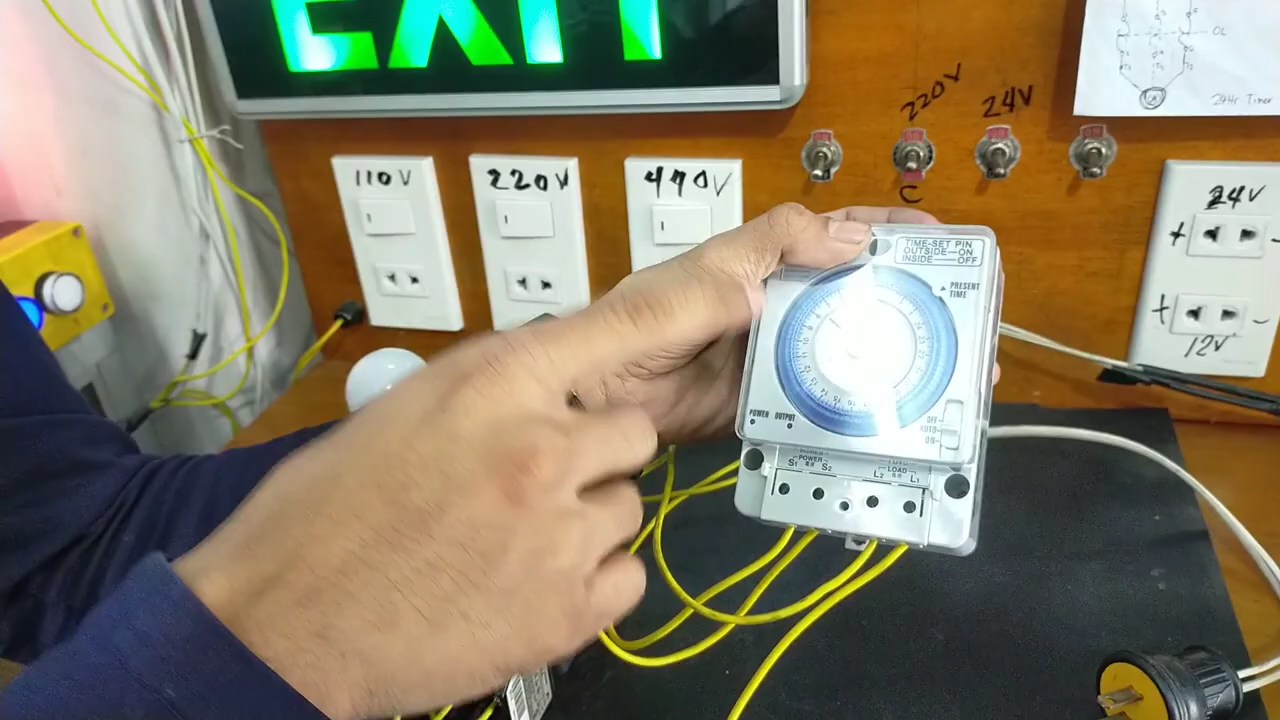 EXIT
OL
24Hr Timer
220V
24V
C
110V
220V
470V
24V
+
-
+
-
12V
TIME-SET PIN
OUTSIDE—ON
INSIDE—OFF
PRESENT
TIME
POWER OUTPUT
OFF
AUTO
ON
POWER
S1 S2
LOAD
L2 L1